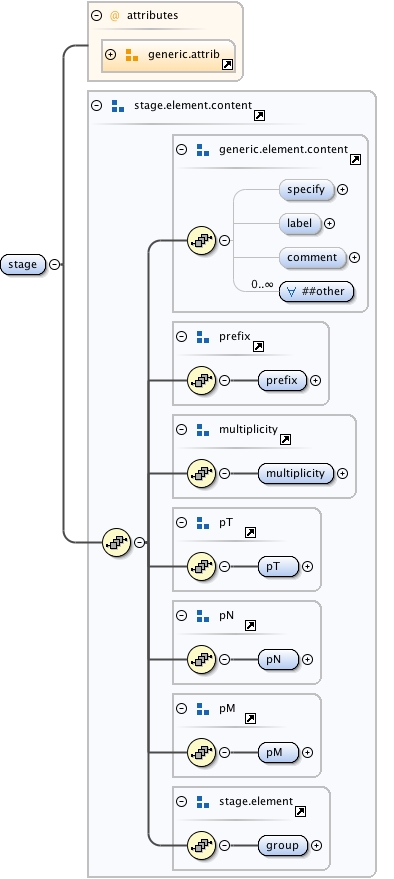 @ attributes
generic.attrib
stage.element.content
generic.element.content
specify
label
comment
0..∞
∀ ##other
stage
prefix
prefix
multiplicity
multiplicity
pT
pT
pN
pN
pM
pM
stage.element
group